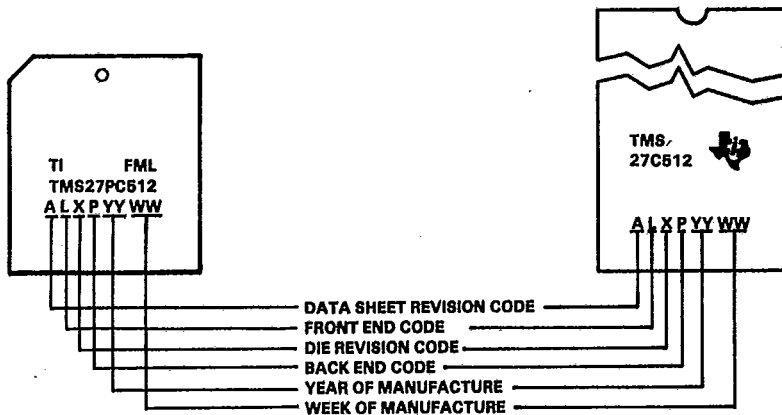 TI FML
TMS27PC512
A L X P YY WW
TMS
27C512
A L X P YY WW
DATA SHEET REVISION CODE
FRONT END CODE
DIE REVISION CODE
BACK END CODE
YEAR OF MANUFACTURE
WEEK OF MANUFACTURE